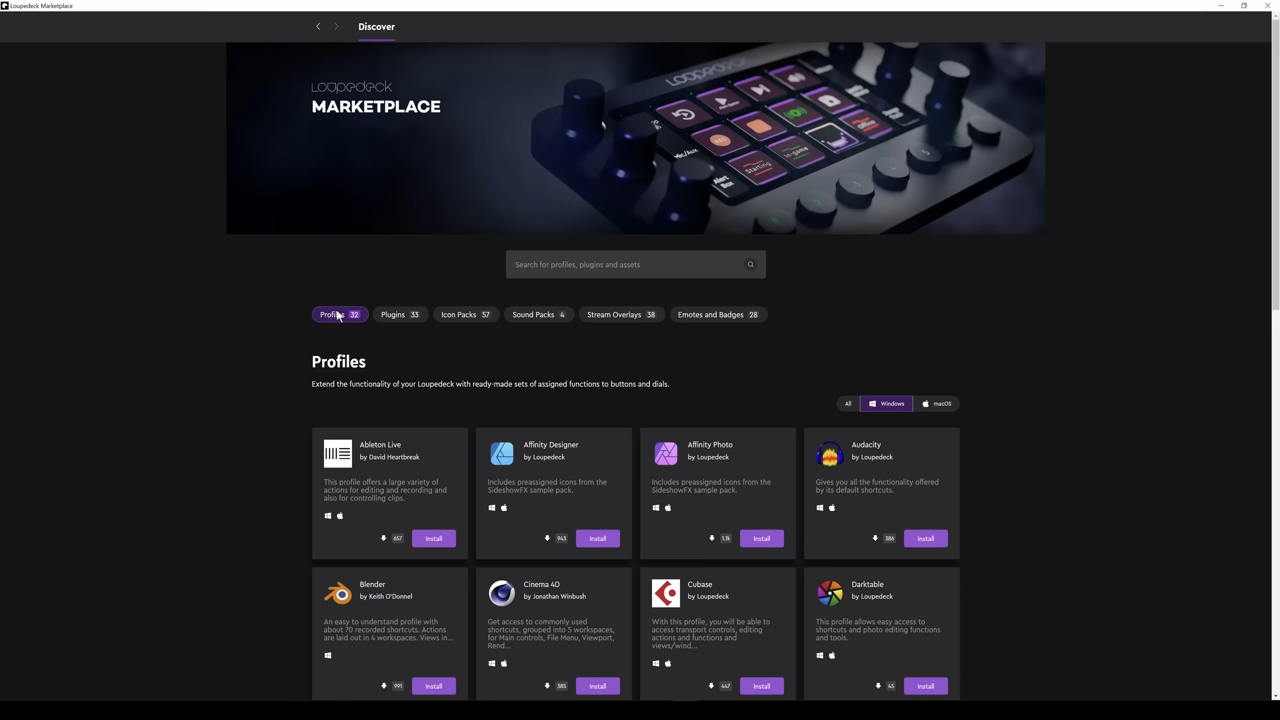 Loupedeck Marketplace
Discover
Loupedeck
MARKETPLACE
Loupedeck
Starting
in-game
Alert
Box
Search for profiles, plugins and assets
Profiles 32
Plugins 33
Icon Packs 57
Sound Packs 4
Stream Overlays 38
Emotes and Badges 28
Profiles
Extend the functionality of your Loupedeck with ready-made sets of assigned functions to buttons and dials.
All
Windows
macOS
Ableton Live
by David Heartbreak
This profile offers a large variety of
actions for editing and recording and
also for controlling clips.
657
Install
Affinity Designer
by Loupedeck
Includes preassigned icons from the
SideshowFX sample pack.
943
Install
Affinity Photo
by Loupedeck
Includes preassigned icons from the
SideshowFX sample pack.
1.1k
Install
Audacity
by Loupedeck
Gives you all the functionality offered
by its default shortcuts.
386
Install
Blender
by Keith O'Donnel
An easy to understand profile with
about 70 recorded shortcuts. Actions
are laid out in 4 workspaces. Views in...
991
Install
Cinema 4D
by Jonathan Winbush
Get access to commonly used
shortcuts, grouped into 5 workspaces,
for Main controls, File Menu, Viewport,
Rend...
385
Install
Cubase
by Loupedeck
With this profile, you will be able to
access transport controls, editing
actions and functions and
views/wind...
447
Install
Darktable
by Loupedeck
This profile allows easy access to
shortcuts and photo editing functions
and tools.
45
Install